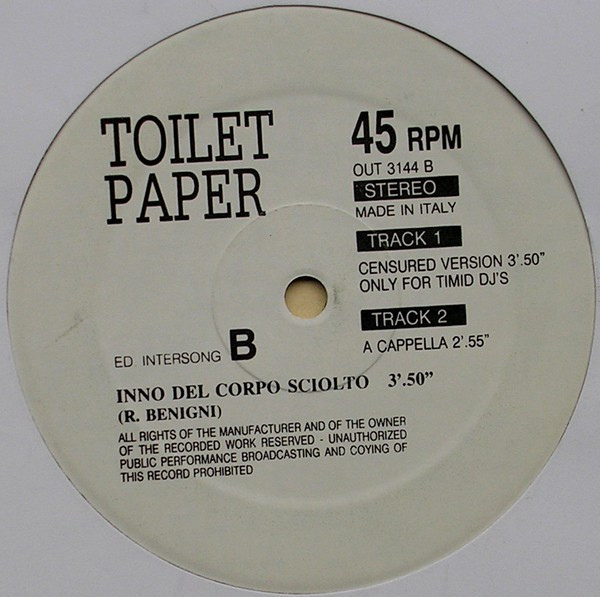 TOILET
PAPER
45 RPM
OUT 3144 B
STEREO
MADE IN ITALY
TRACK 1
CENSURED VERSION 3'.50"
ONLY FOR TIMID DJ'S
TRACK 2
A CAPPELLA 2'.55"
ED. INTERSONG B
INNO DEL CORPO SCIOLTO 3'.50"
(R. BENIGNI)
ALL RIGHTS OF THE MANUFACTURER AND OF THE OWNER
OF THE RECORDED WORK RESERVED - UNAUTHORIZED
PUBLIC PERFORMANCE BROADCASTING AND COYING OF
THIS RECORD PROHIBITED